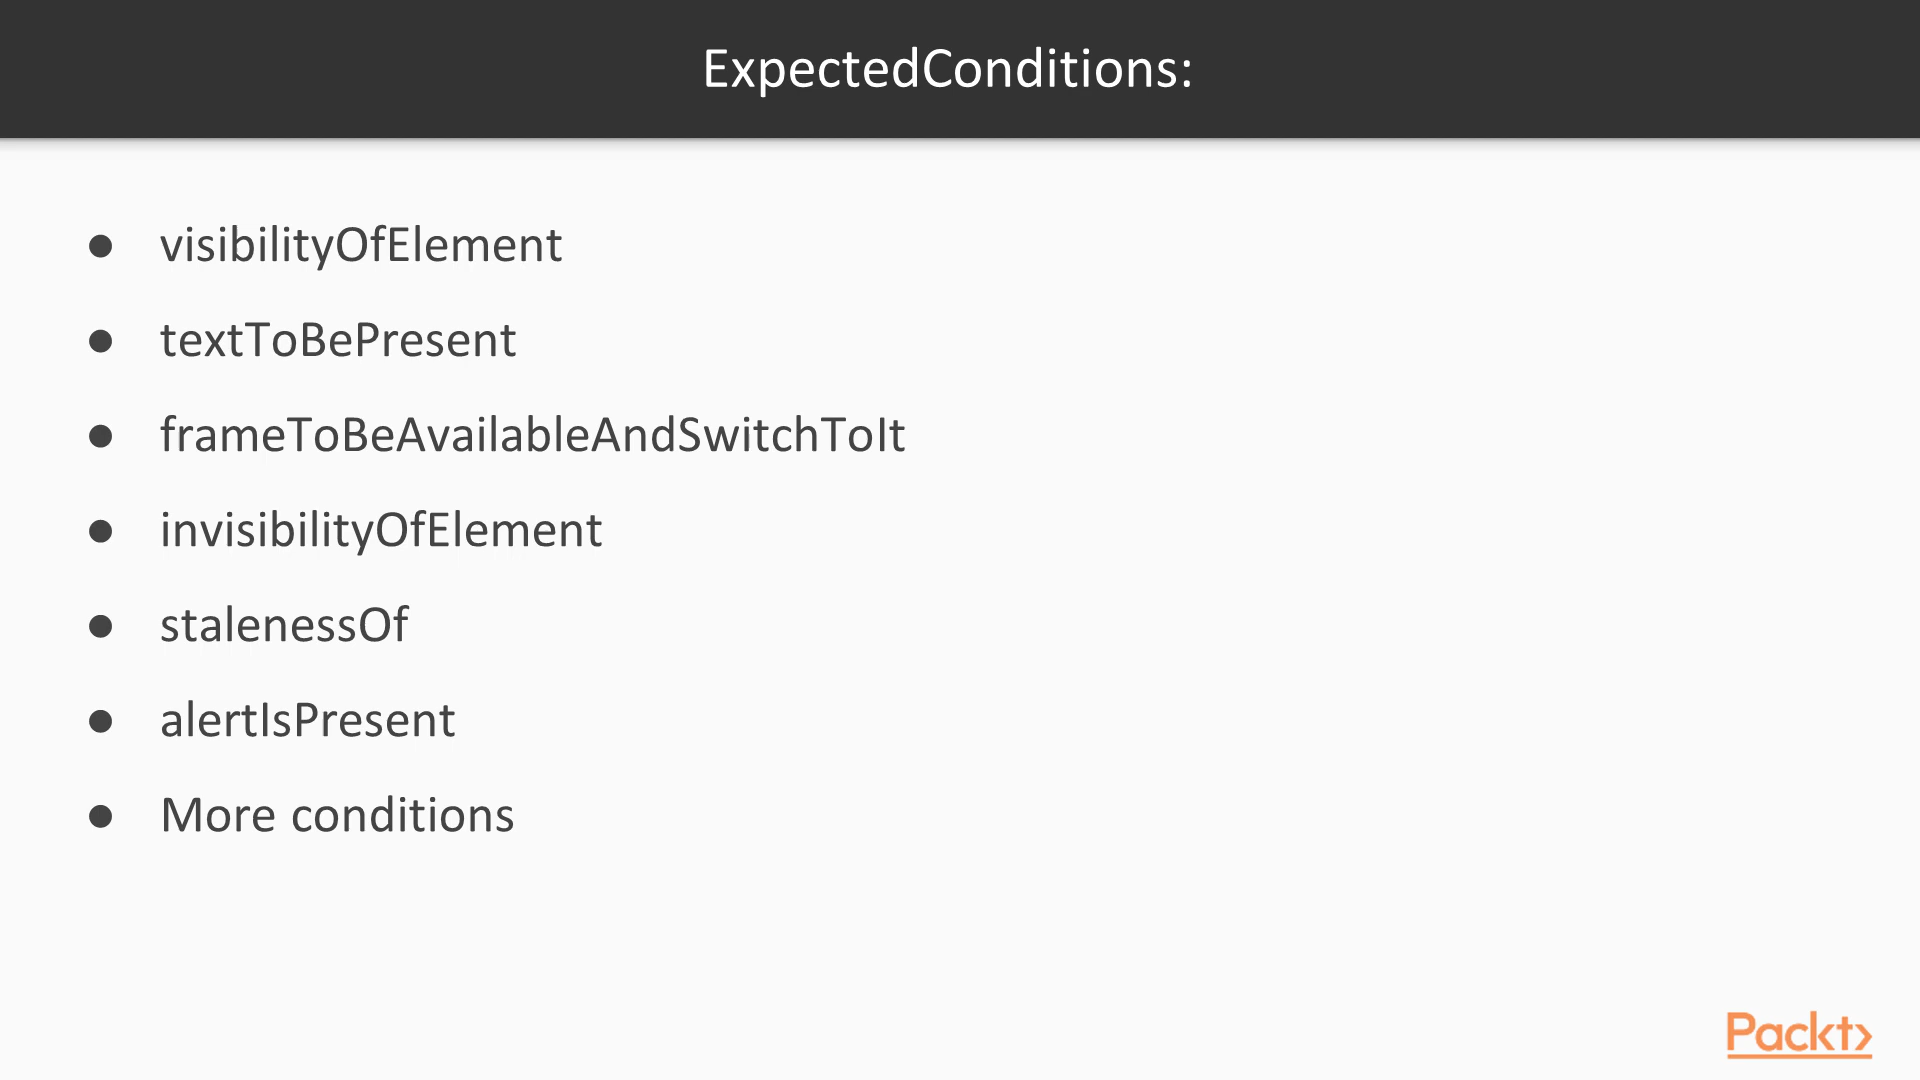 ExpectedConditions:
● visibilityOfElement
● textToBePresent
● frameToBeAvailableAndSwitchToIt
● invisibilityOfElement
● stalenessOf
● alertIsPresent
● More conditions
Packt>